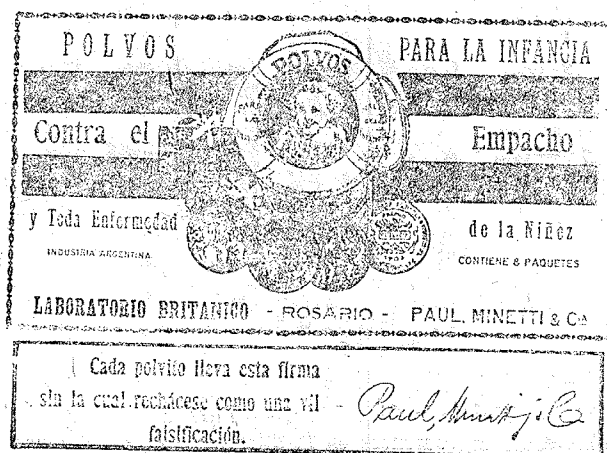 POLVOS PARA LA INFANCIA
POLVOS
Contra el Empacho
y Toda Enfermedad de la Niñez
INDUSTRIA ARGENTINA
CONTIENE 8 PAQUETES
LABORATORIO BRITANICO - ROSARIO - PAUL, MINETTI & Cª
Cada polvito lleva esta firma
sin la cual rechácese como una vil
falsificación.
Paul, Minetti & Co